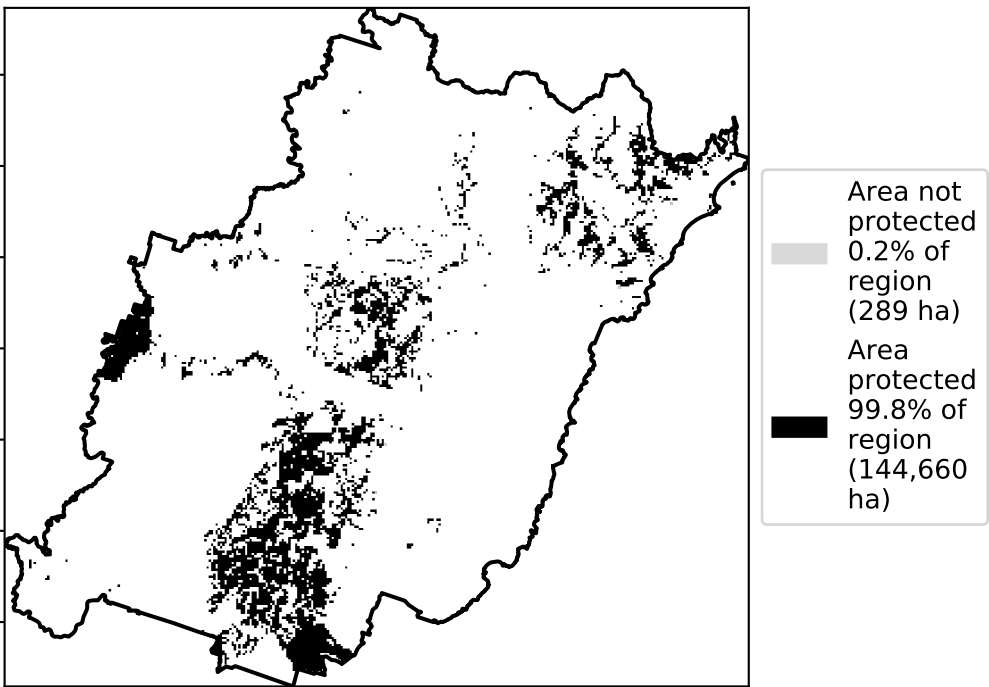 Area not
protected
0.2% of
region
(289 ha)
Area
protected
99.8% of
region
(144,660
ha)